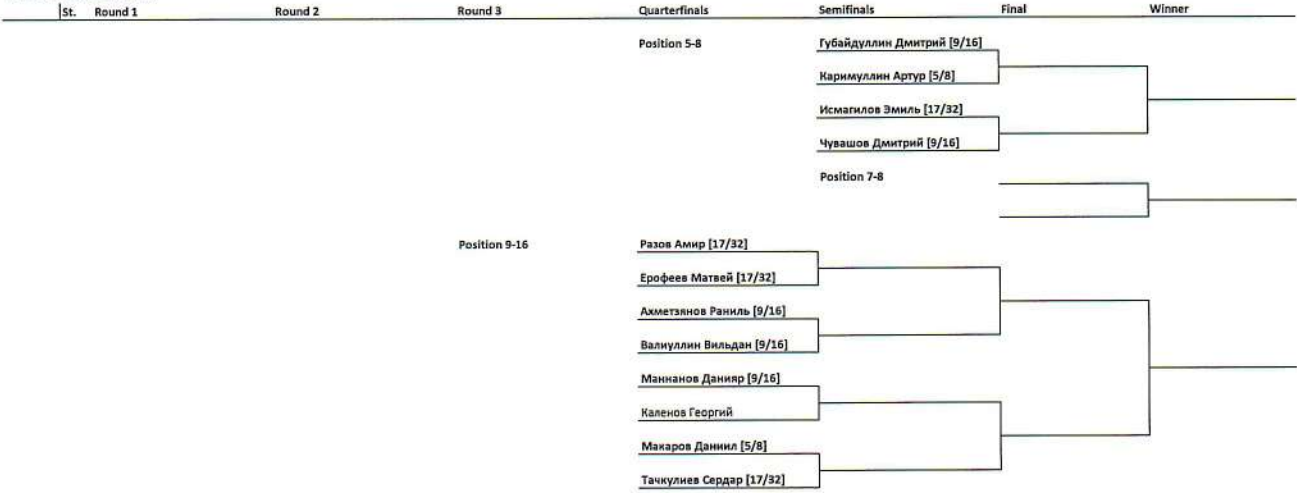 St. Round 1 Round 2 Round 3 Quarterfinals Semifinals Final Winner
Position 5-8 Губайдуллин Дмитрий [9/16]
Каримуллин Артур [5/8]
Исмагилов Эмиль [17/32]
Чувашов Дмитрий [9/16]
Position 7-8
Position 9-16 Разов Амир [17/32]
Ерофеев Матвей [17/32]
Ахметзянов Раниль [9/16]
Валиуллин Вильдан [9/16]
Маннанов Данияр [9/16]
Каленов Георгий
Макаров Даниил [5/8]
Тачкулиев Сердар [17/32]